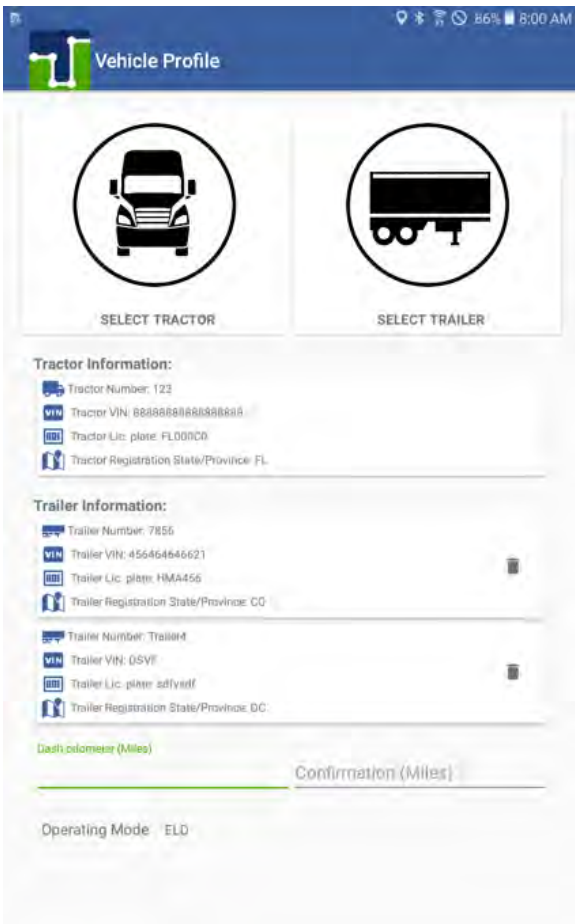 86% 8:00 AM
Vehicle Profile
SELECT TRACTOR
SELECT TRAILER
Tractor Information:
Tractor Number: 123
VIN Tractor VIN:
Tractor Lic. plate:
Tractor Registration State/Province: FL
Trailer Information:
Trailer Number: 7856
VIN Trailer VIN: 456464646621
Trailer Lic. plate: HMA456
Trailer Registration State/Province: CO
Trailer Number: Trailer4
VIN Trailer VIN: DSVF
Trailer Lic. plate:
Trailer Registration State/Province: DC
Dash odometer (Miles)
Confirmation (Miles)
Operating Mode ELD